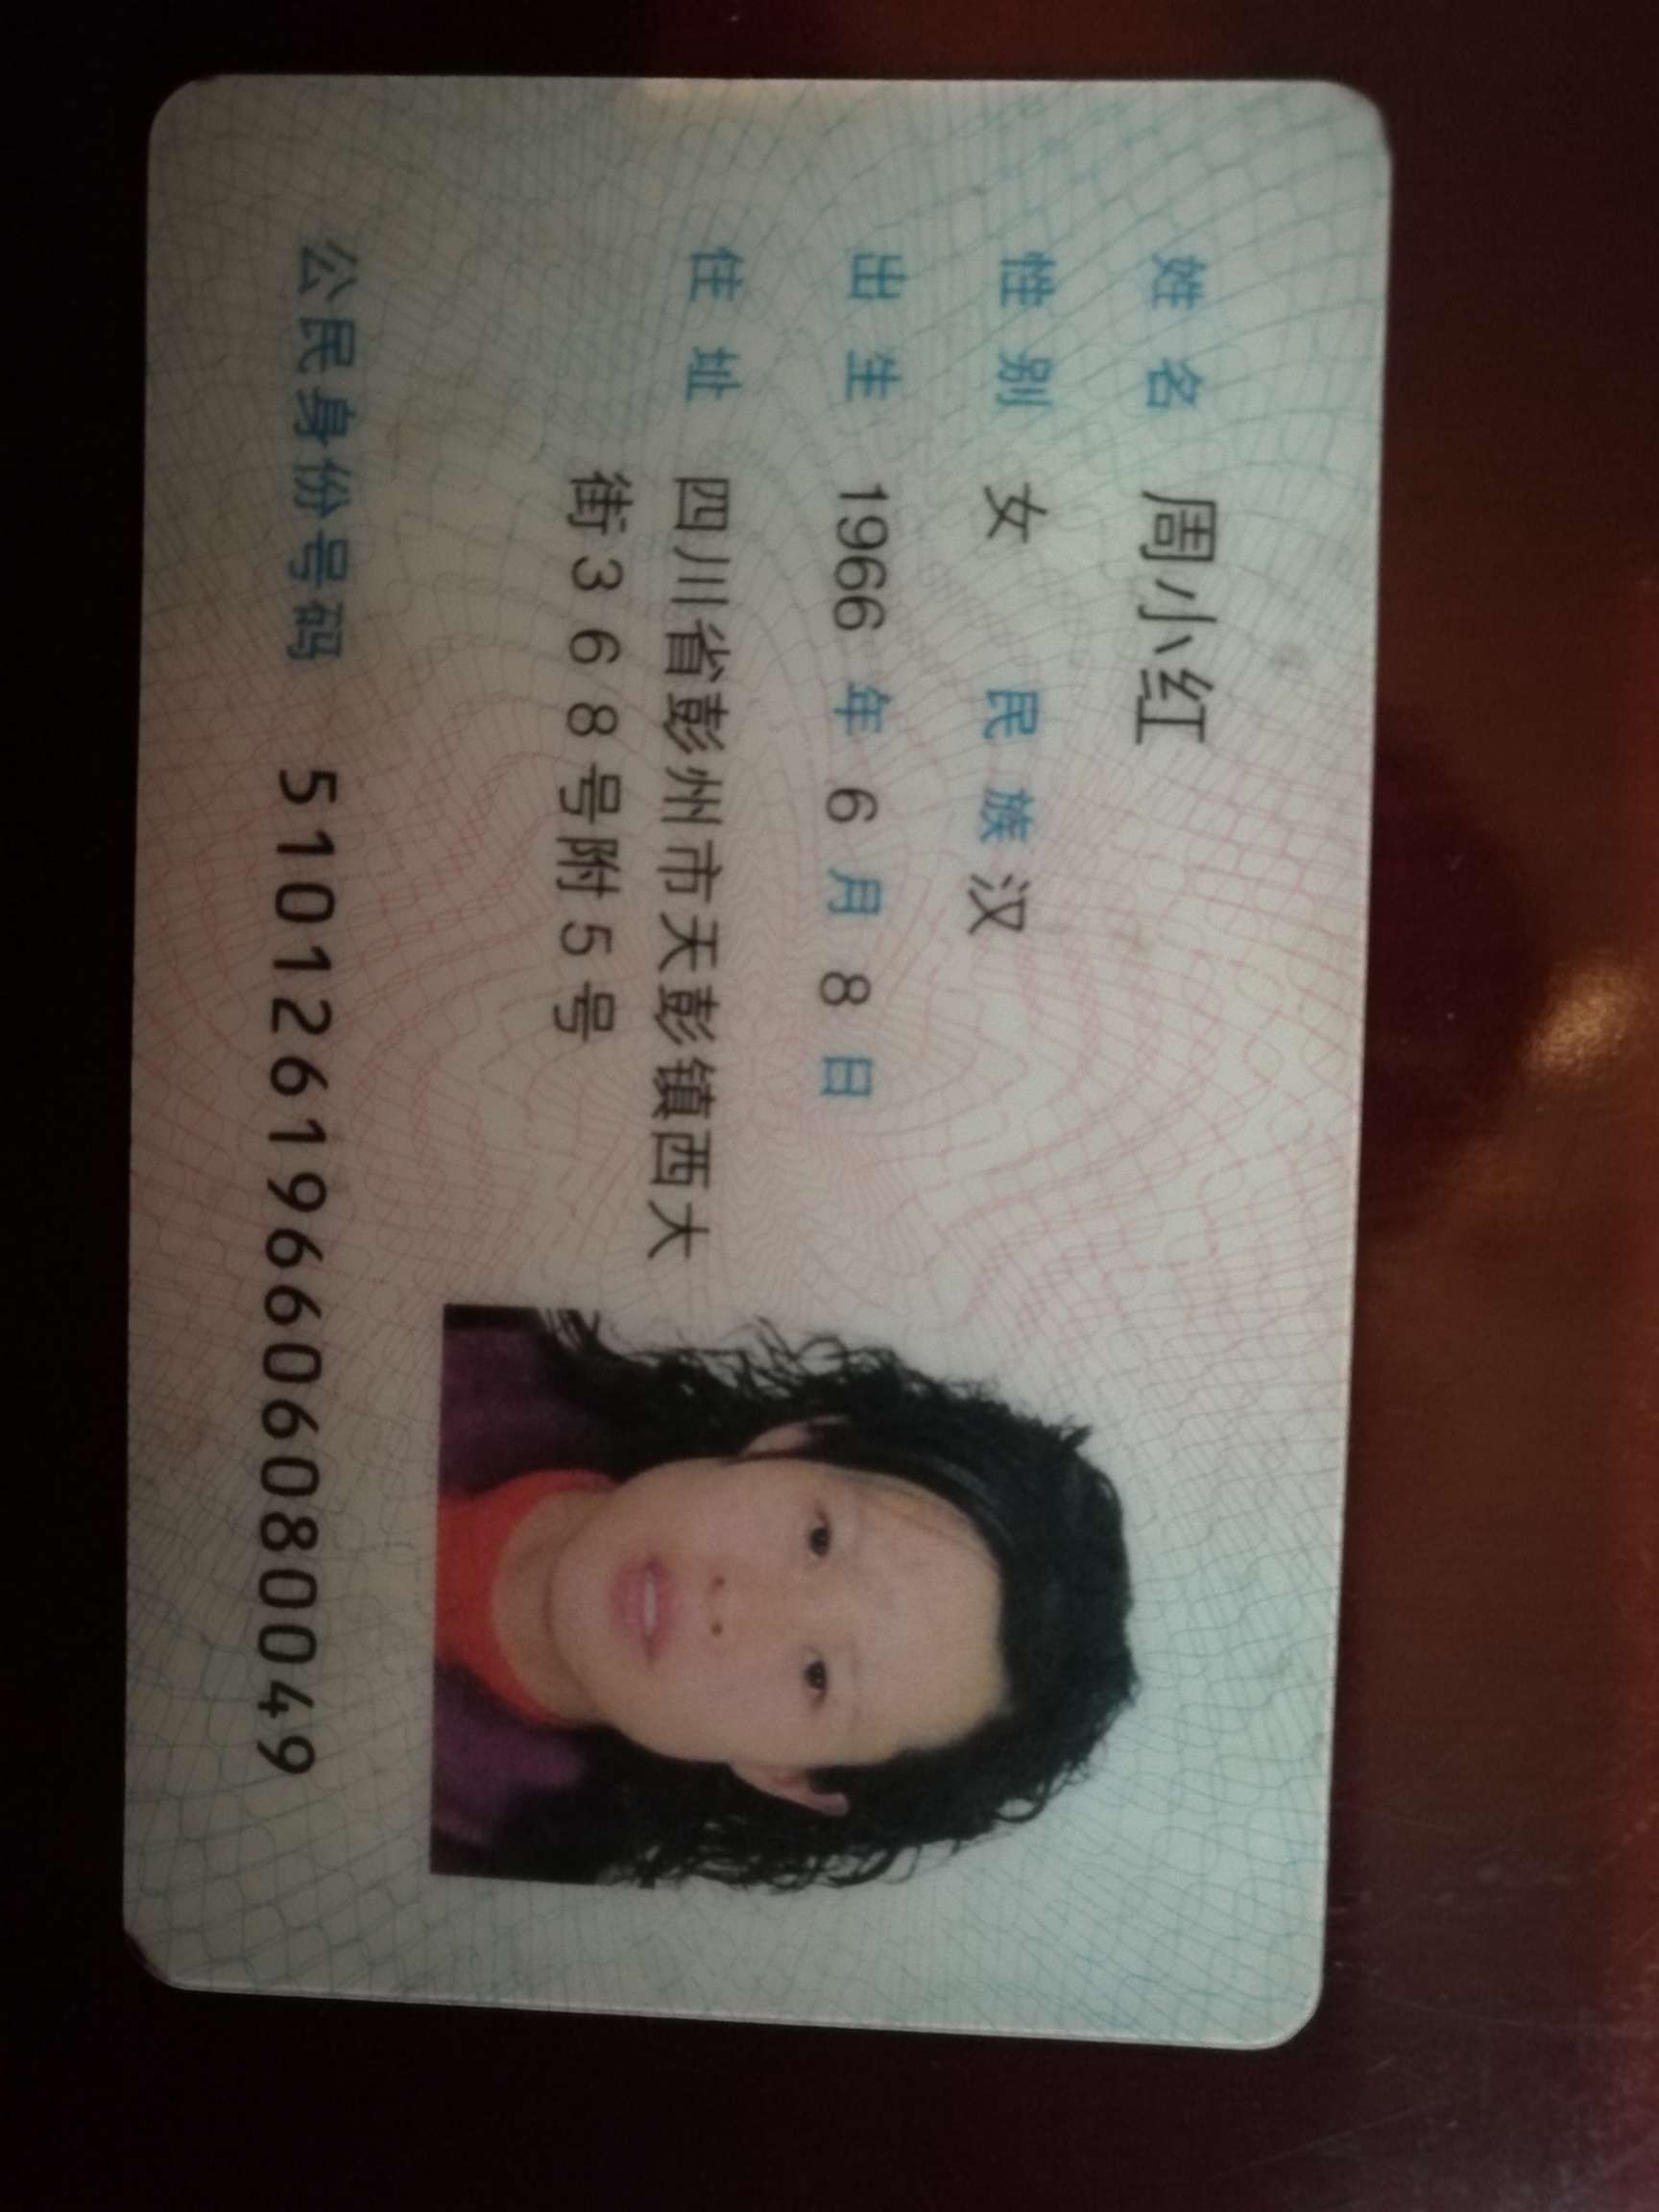 姓名 周小红
性别 女 民族 汉
出生 1966 年 6 月 8 日
住址 四川省彭州市天彭镇西大
街368号附5号
公民身份号码 510126196606080049